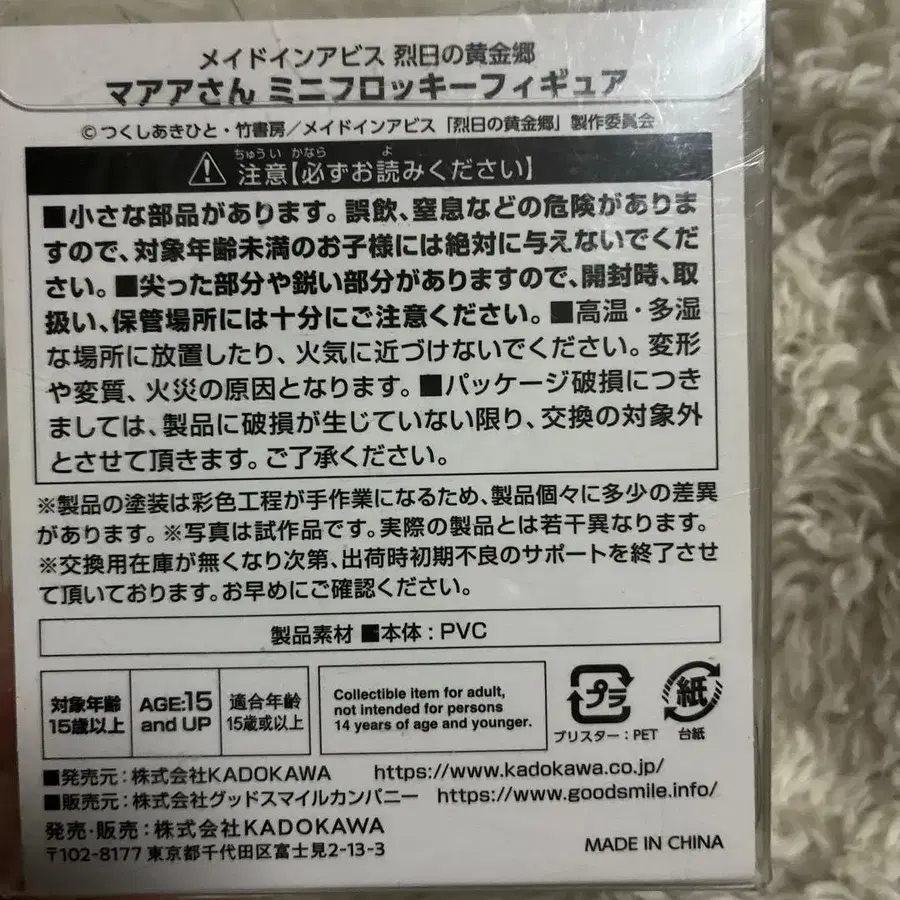 メイドインアビス 烈日の黄金郷
マアアさん ミニフロッキーフィギュア
©つくしあきひと・竹書房／メイドインアビス「烈日の黄金郷」製作委員会
ちゅうい かなら よ
注意【必ずお読みください】
■小さな部品があります。誤飲、窒息などの危険がありま
すので、対象年齢未満のお子様には絶対に与えないでくだ
さい。■尖った部分や鋭い部分がありますので、開封時、取
扱い、保管場所には十分にご注意ください。■高温・多湿
な場所に放置したり、火気に近づけないでください。変形
や変質、火災の原因となります。■パッケージ破損につき
ましては、製品に破損が生じていない限り、交換の対象外
とさせて頂きます。ご了承ください。
※製品の塗装は彩色工程が手作業になるため、製品個々に多少の差異
があります。※写真は試作品です。実際の製品とは若干異なります。
※交換用在庫が無くなり次第、出荷時初期不良のサポートを終了させ
て頂いております。お早めにご確認ください。
製品素材 ■本体：PVC
対象年齢
15歳以上
AGE:15
and UP
適合年齢
15歳或以上
Collectible item for adult,
not intended for persons
14 years of age and younger.
プラ
ブリスター：PET
紙
台紙
■発売元：株式会社KADOKAWA https://www.kadokawa.co.jp/
■販売元：株式会社グッドスマイルカンパニー https://www.goodsmile.info/
発売・販売：株式会社KADOKAWA
〒102-8177 東京都千代田区富士見2-13-3
MADE IN CHINA